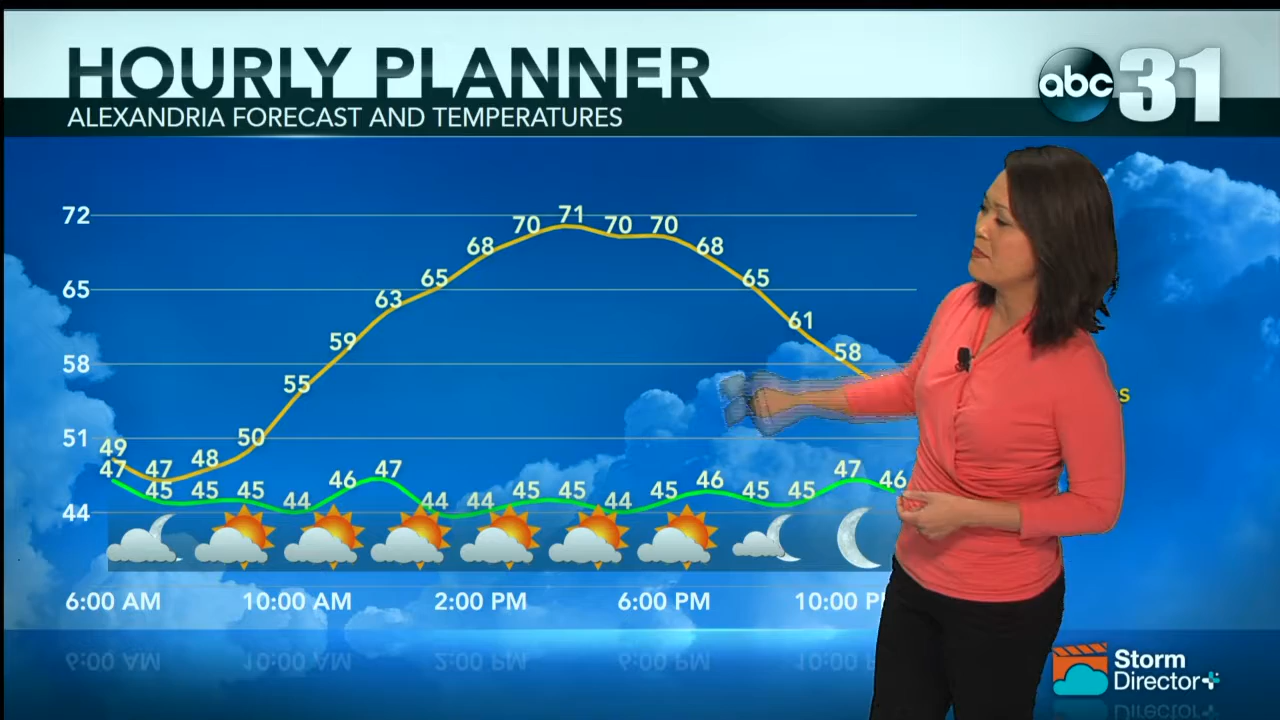 HOURLY PLANNER
abc 31
ALEXANDRIA FORECAST AND TEMPERATURES
72
65
58
51
44
49 47 48 50 55 59 63 65 68 70 71 70 70 68 65 61 58
47 45 45 45 44 46 47 44 44 45 45 44 45 46 45 45 47 46
6:00 AM 10:00 AM 2:00 PM 6:00 PM 10:00 P
Storm
Director+